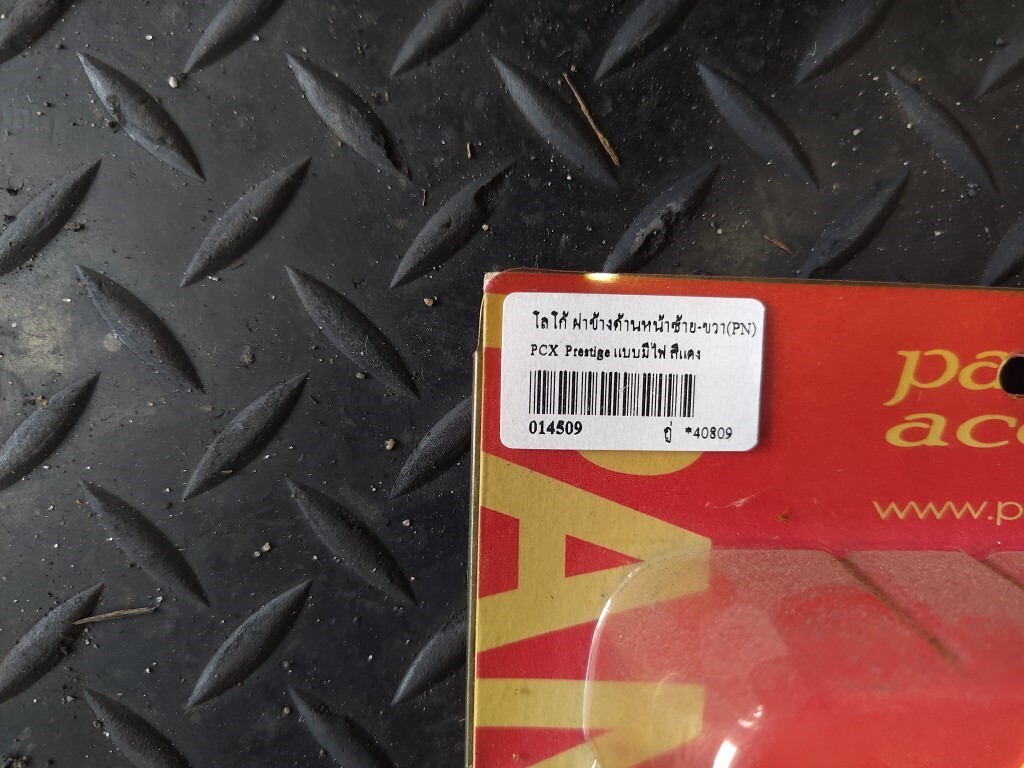 โลโก้ ฝาข้างด้านหน้าซ้าย-ขวา(PN)
PCX Prestige แบบมีไฟ สีแดง
014509 คู่ *40809
pa
acc
www.p
PAN